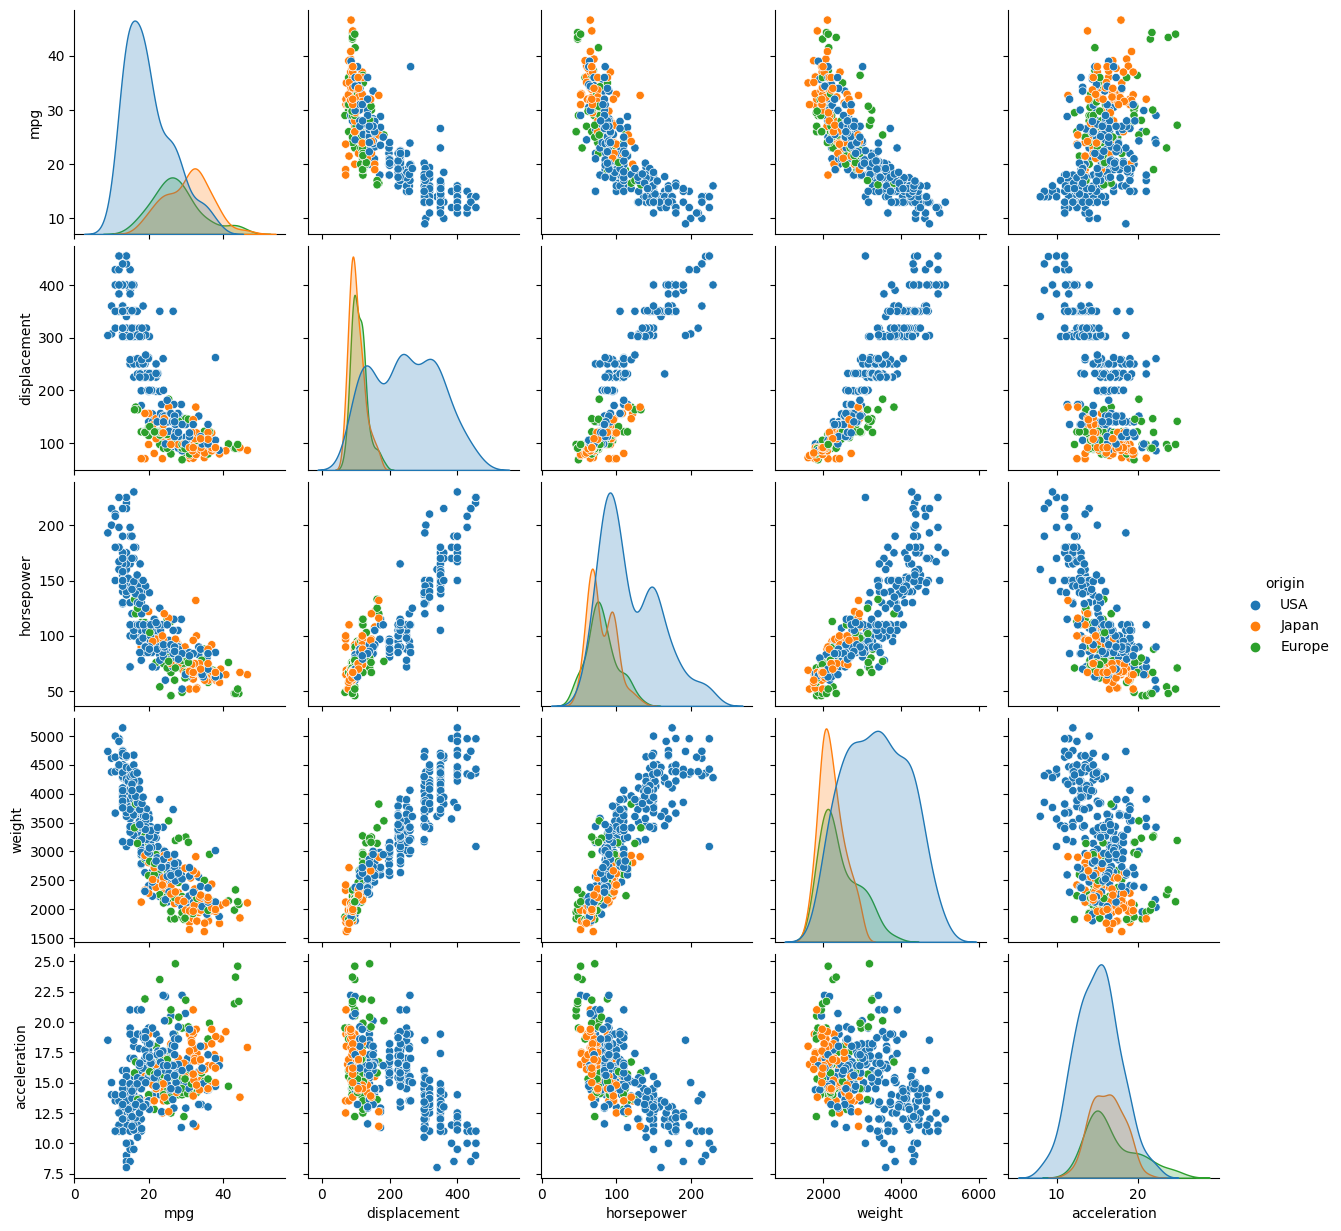 40
30
20
10
mpg
400
300
200
100
displacement
200
150
100
50
horsepower
origin
USA
Japan
Europe
5000
4500
4000
3500
3000
2500
2000
1500
weight
25.0
22.5
20.0
17.5
15.0
12.5
10.0
7.5
acceleration
0 20 40
0 200 400
0 100 200
2000 4000 6000
10 20
mpg displacement horsepower weight acceleration